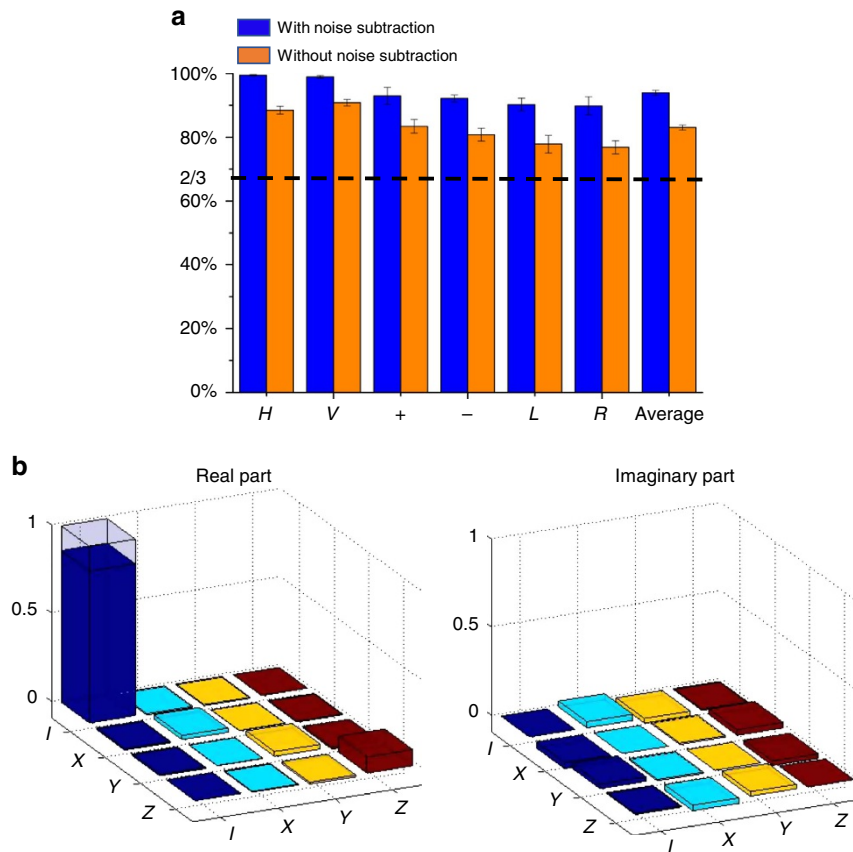 a
With noise subtraction
Without noise subtraction
100%
80%
2/3
60%
40%
20%
0%
H V + – L R Average
b
Real part
Imaginary part
1
0.5
0
I
X
Y
Z
I
X
Y
Z
1
0.5
0
I
X
Y
Z
I
X
Y
Z